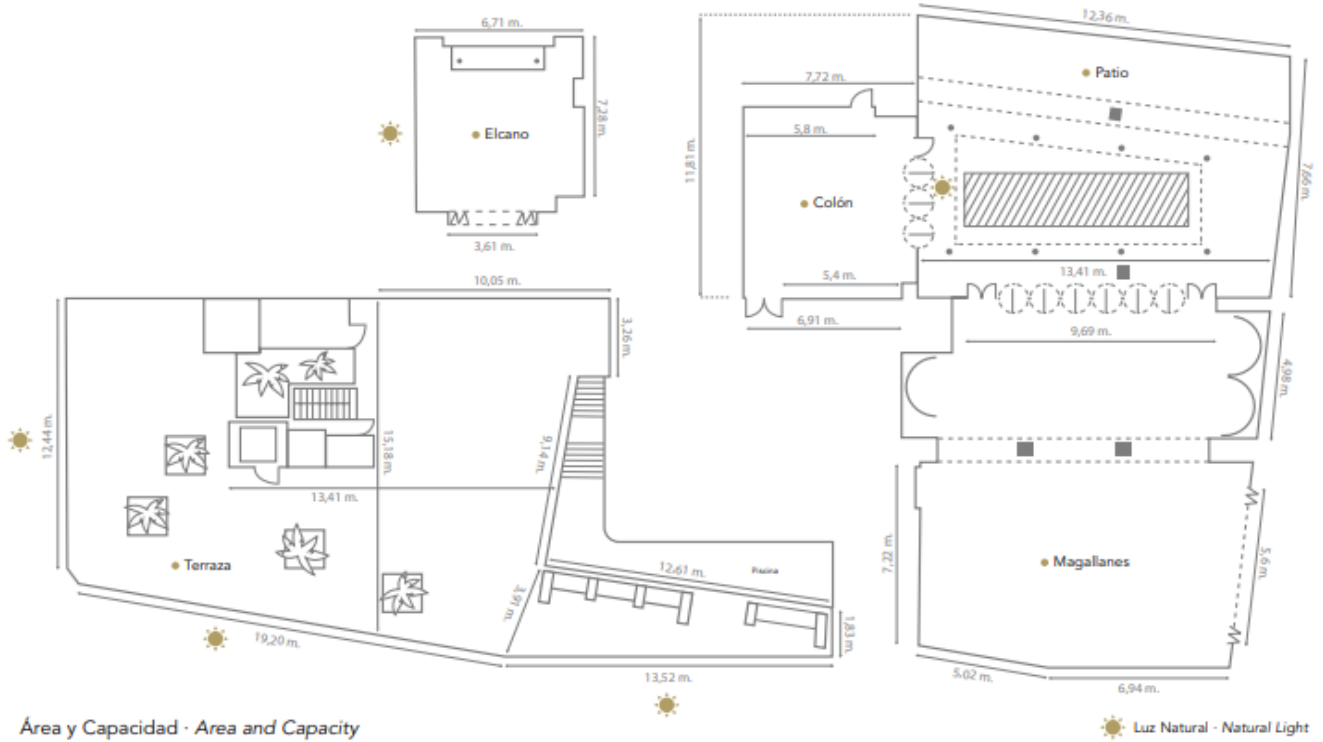 12,36 m.
6,71 m.
Patio
7,72 m.
7,28 m.
Elcano
5,8 m.
11,81 m.
7,66 m.
Colón
3,61 m.
5,4 m.
13,41 m.
10,05 m.
6,91 m.
9,69 m.
3,26 m.
4,98 m.
12,44 m.
15,18 m.
9,14 m.
13,41 m.
7,22 m.
5,6 m.
Terraza
12,61 m.
Piscina
Magallanes
3,91 m.
1,83 m.
19,20 m.
13,52 m.
5,02 m.
6,94 m.
Área y Capacidad · Area and Capacity
Luz Natural - Natural Light